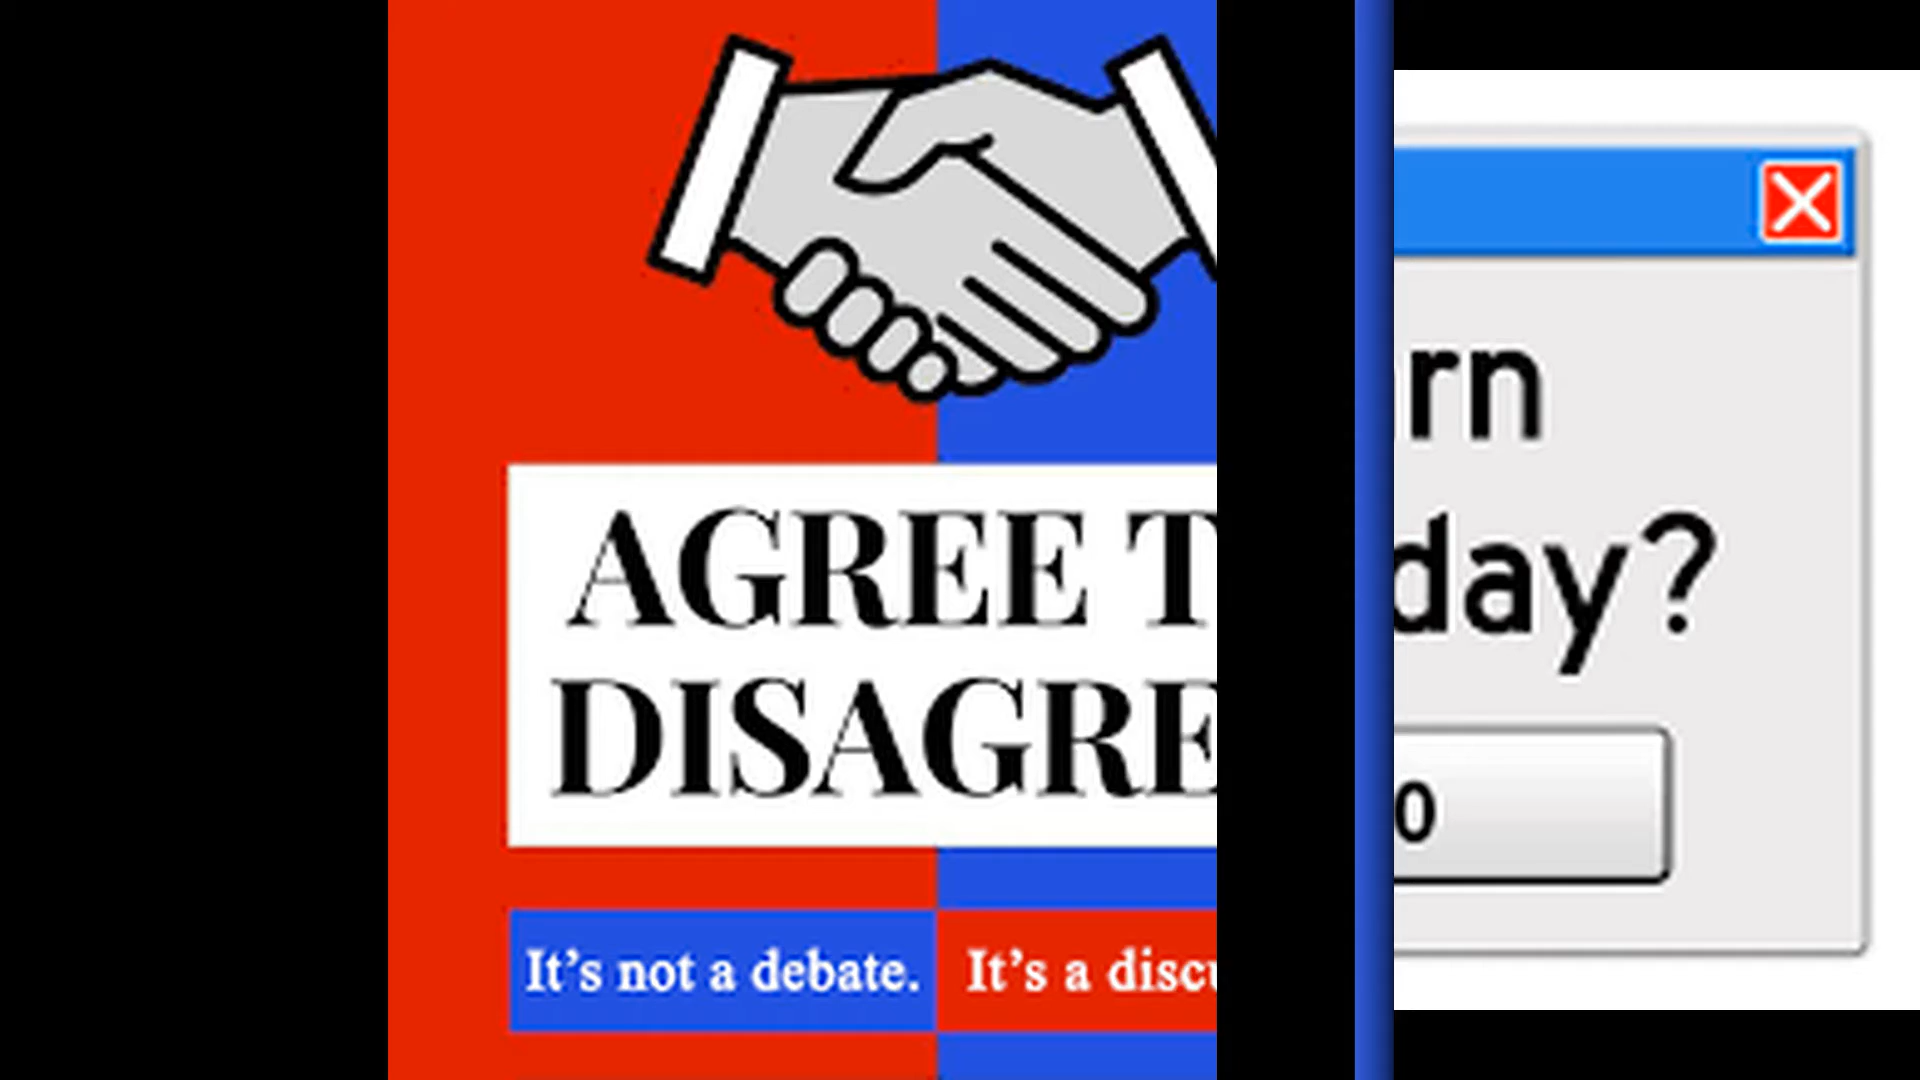 AGREE T
DISAGRE
It's not a debate.
It's a disc
rn
day?